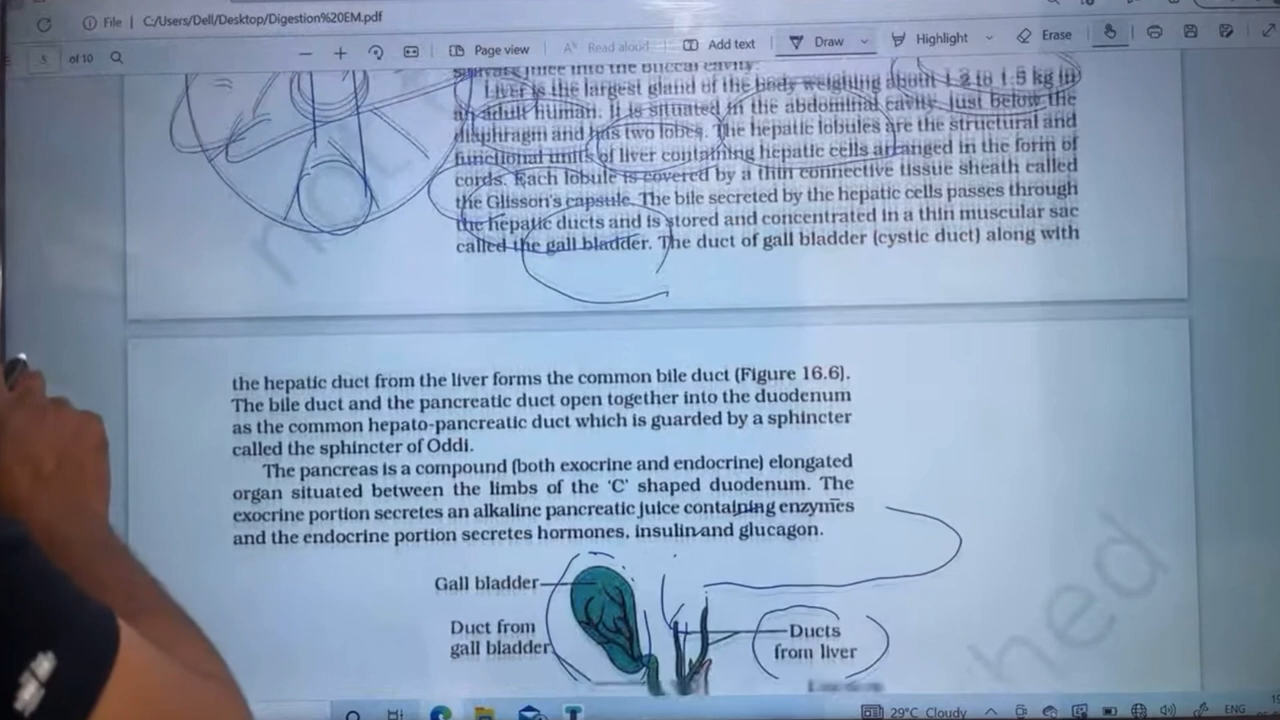 File | C:/Users/Dell/Desktop/Digestion%20EM.pdf
5 of 10 Page view Read aloud Add text Draw Highlight Erase
salivary juice into the buccal cavity.
Liver is the largest gland of the body weighing about 1.2 to 1.5 kg in
an adult human. It is situated in the abdominal cavity, just below the
diaphragm and has two lobes. The hepatic lobules are the structural and
functional units of liver containing hepatic cells arranged in the form of
cords. Each lobule is covered by a thin connective tissue sheath called
the Glisson's capsule. The bile secreted by the hepatic cells passes through
the hepatic ducts and is stored and concentrated in a thin muscular sac
called the gall bladder. The duct of gall bladder (cystic duct) along with
the hepatic duct from the liver forms the common bile duct (Figure 16.6).
The bile duct and the pancreatic duct open together into the duodenum
as the common hepato-pancreatic duct which is guarded by a sphincter
called the sphincter of Oddi.
The pancreas is a compound (both exocrine and endocrine) elongated
organ situated between the limbs of the 'C' shaped duodenum. The
exocrine portion secretes an alkaline pancreatic juice containing enzymes
and the endocrine portion secretes hormones, insulin and glucagon.
Gall bladder
Duct from
gall bladder
Ducts
from liver
hed
29°C Cloudy ENG